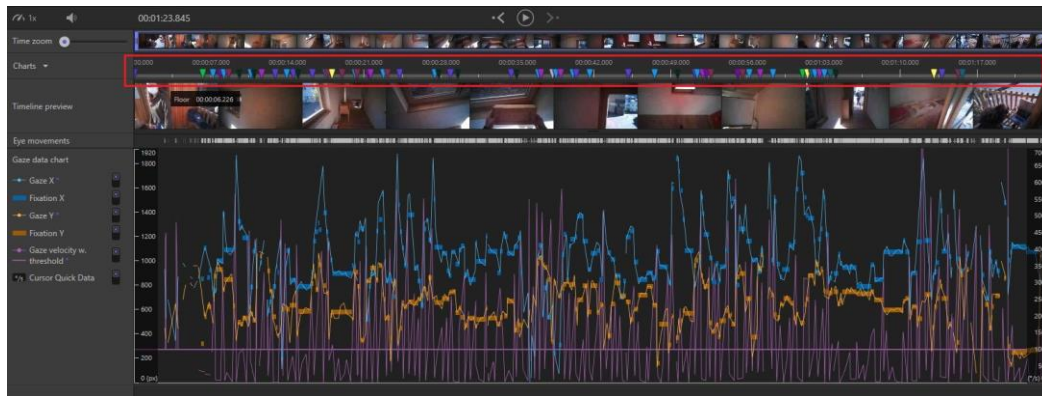 1x
00:01:23.845
Time zoom
Charts
00.000 00:00:07.000 00:00:14.000 00:00:21.000 00:00:28.000 00:00:35.000 00:00:42.000 00:00:49.000 00:00:56.000 00:01:03.000 00:01:10.000 00:01:17.000
Timeline preview
Floor 00:00:08.226
Eye movements
Gaze data chart
Gaze X
Fixation X
Gaze Y
Fixation Y
Gaze velocity w.
threshold
Cursor Quick Data
1920
1800
1600
1400
1200
1000
800
600
400
200
0 (px)